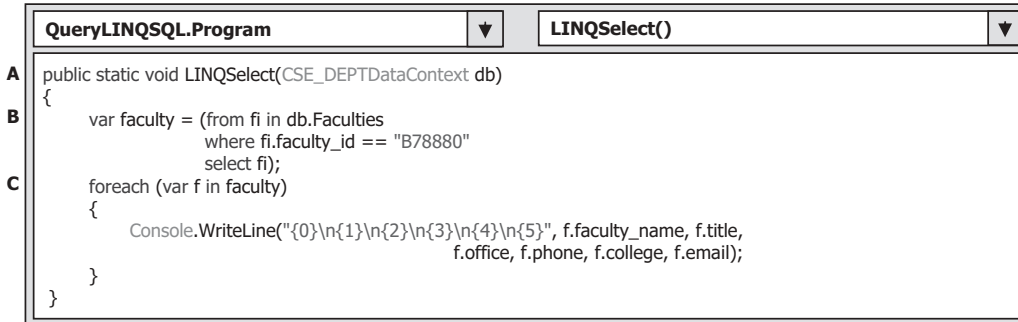 QueryLINQSQL.Program LINQSelect()
A public static void LINQSelect(CSE_DEPTDataContext db)
{
B var faculty = (from fi in db.Faculties
where fi.faculty_id == "B78880"
select fi);
C foreach (var f in faculty)
{
Console.WriteLine("{0}\n{1}\n{2}\n{3}\n{4}\n{5}", f.faculty_name, f.title,
f.office, f.phone, f.college, f.email);
}
}